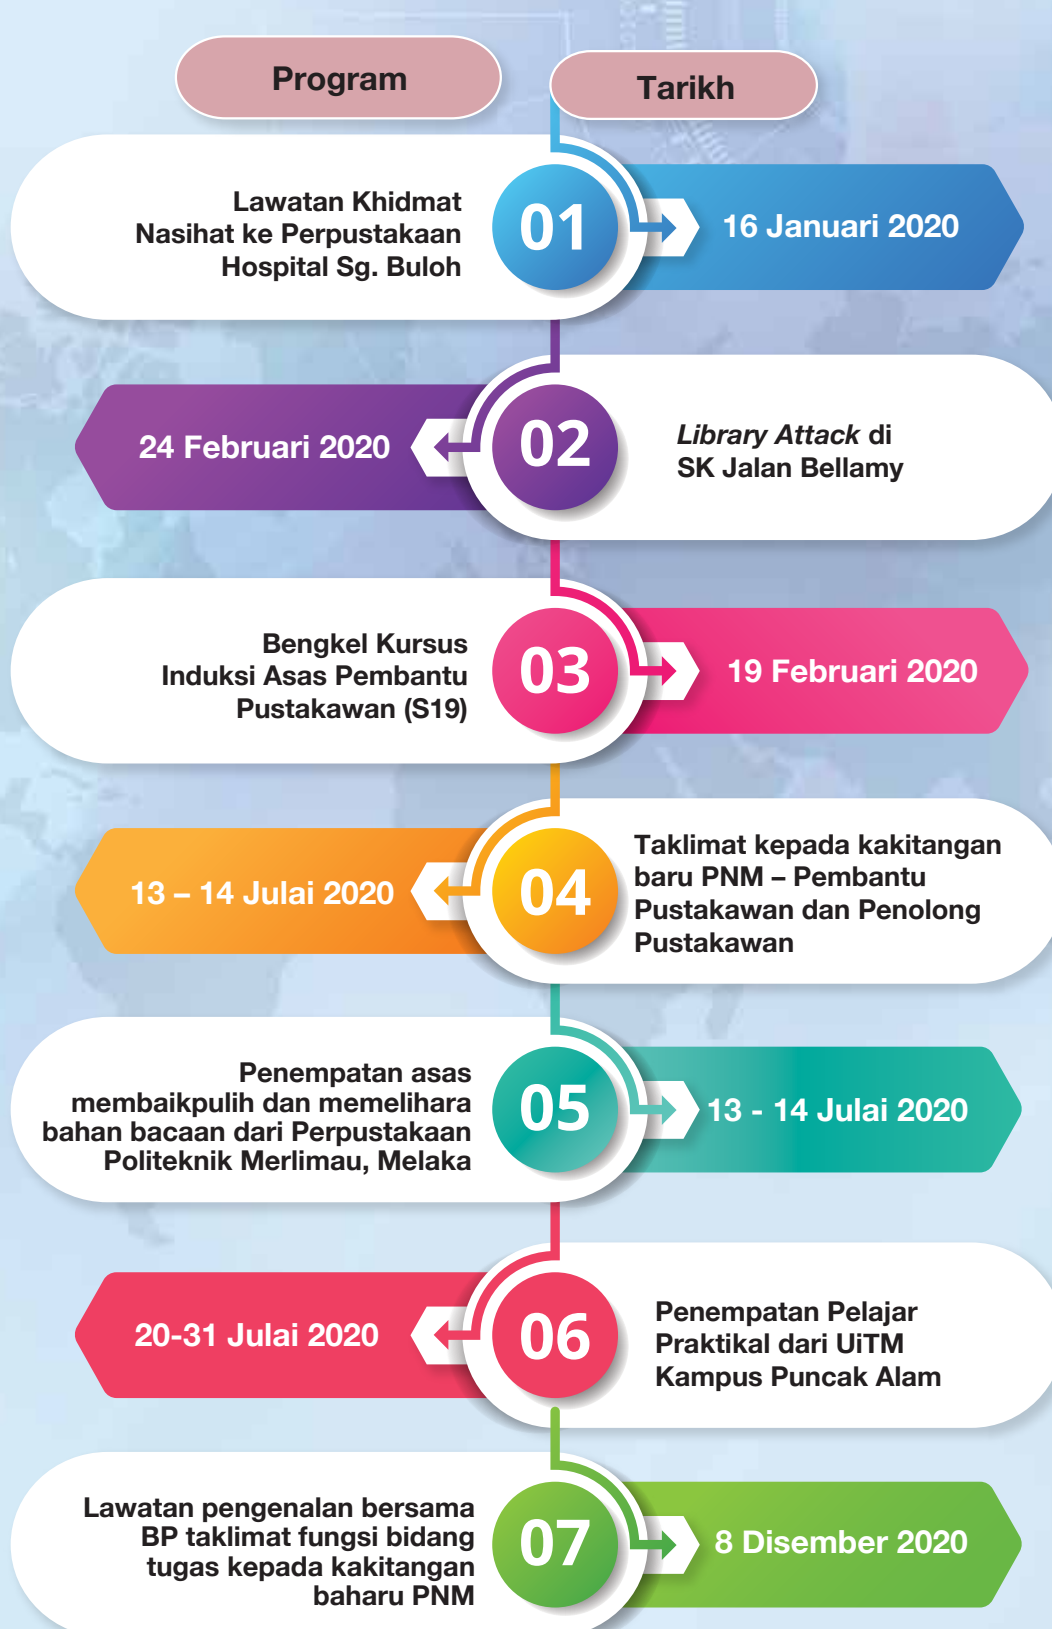 Program
Tarikh
Lawatan Khidmat
Nasihat ke Perpustakaan
Hospital Sg. Buloh
01
16 Januari 2020
24 Februari 2020
02
Library Attack di
SK Jalan Bellamy
Bengkel Kursus
Induksi Asas Pembantu
Pustakawan (S19)
03
19 Februari 2020
13 – 14 Julai 2020
04
Taklimat kepada kakitangan
baru PNM – Pembantu
Pustakawan dan Penolong
Pustakawan
Penempatan asas
membaikpulih dan memelihara
bahan bacaan dari Perpustakaan
Politeknik Merlimau, Melaka
05
13 - 14 Julai 2020
20-31 Julai 2020
06
Penempatan Pelajar
Praktikal dari UiTM
Kampus Puncak Alam
Lawatan pengenalan bersama
BP taklimat fungsi bidang
tugas kepada kakitangan
baharu PNM
07
8 Disember 2020